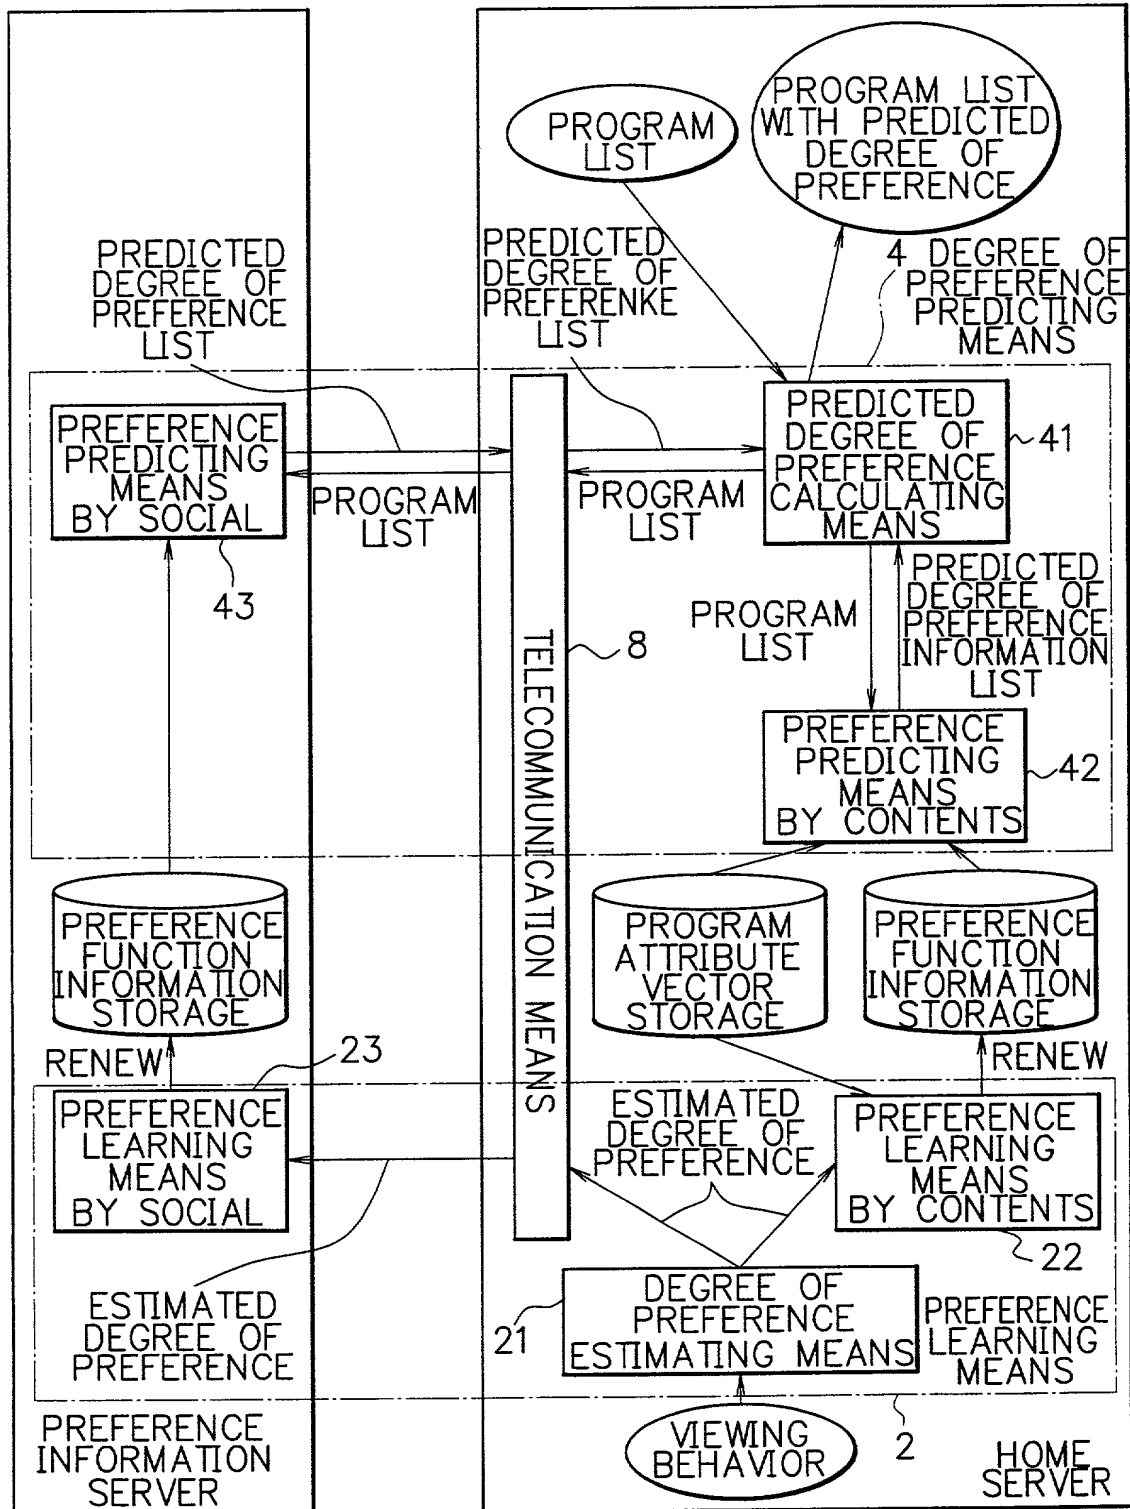 PROGRAM
LIST
PROGRAM LIST
WITH PREDICTED
DEGREE OF
PREFERENCE
PREDICTED
DEGREE OF
PREFERENCE
LIST
PREDICTED
DEGREE OF
PREFERENKE
LIST
4 DEGREE OF
PREFERENCE
PREDICTING
MEANS
PREFERENCE
PREDICTING
MEANS
BY SOCIAL
43
PROGRAM
LIST
PROGRAM
LIST
PREDICTED
DEGREE OF
PREFERENCE
CALCULATING
MEANS
41
PROGRAM
LIST
PREDICTED
DEGREE OF
PREFERENCE
INFORMATION
LIST
8
TELECOMMUNICATION MEANS
PREFERENCE
PREDICTING
MEANS
BY CONTENTS
42
PREFERENCE
FUNCTION
INFORMATION
STORAGE
PROGRAM
ATTRIBUTE
VECTOR
STORAGE
PREFERENCE
FUNCTION
INFORMATION
STORAGE
RENEW
23
RENEW
PREFERENCE
LEARNING
MEANS
BY SOCIAL
ESTIMATED
DEGREE OF
PREFERENCE
PREFERENCE
LEARNING
MEANS
BY CONTENTS
22
ESTIMATED
DEGREE OF
PREFERENCE
21
DEGREE OF
PREFERENCE
ESTIMATING MEANS
PREFERENCE
LEARNING
MEANS
2
VIEWING
BEHAVIOR
PREFERENCE
INFORMATION
SERVER
HOME
SERVER